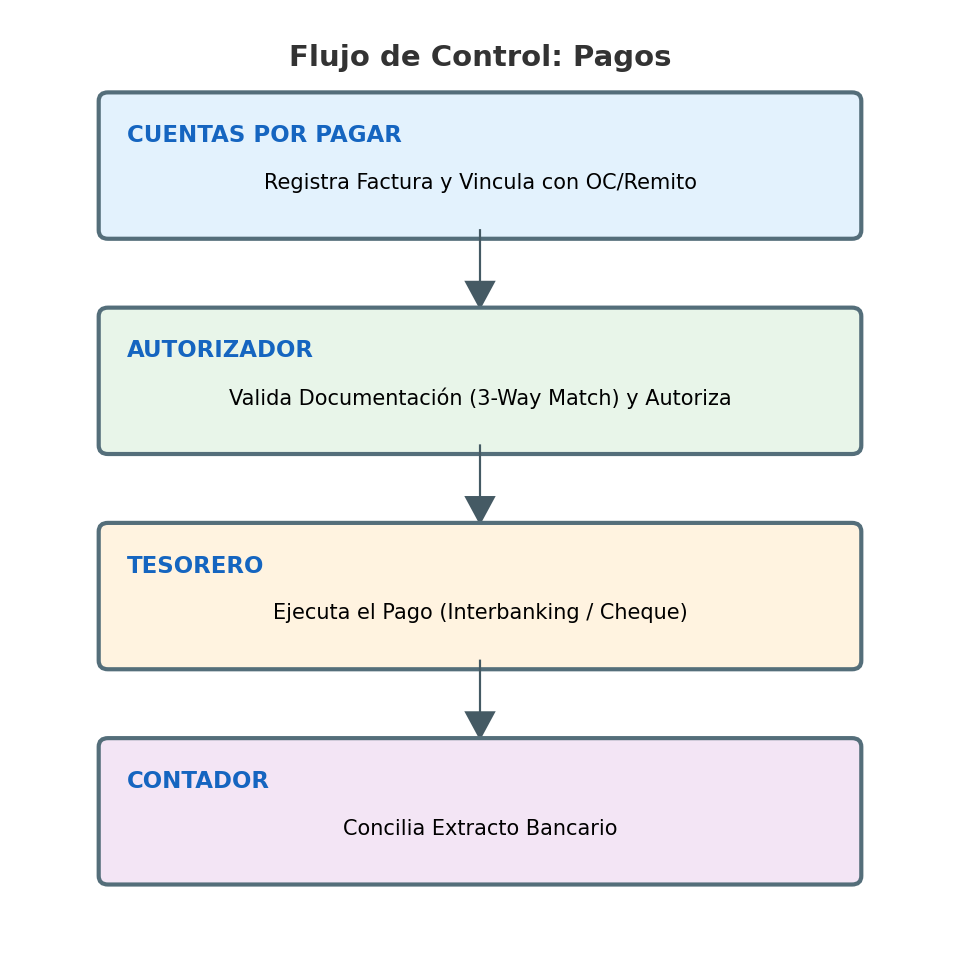 Flujo de Control: Pagos
CUENTAS POR PAGAR
Registra Factura y Vincula con OC/Remito
AUTORIZADOR
Valida Documentación (3-Way Match) y Autoriza
TESORERO
Ejecuta el Pago (Interbanking / Cheque)
CONTADOR
Concilia Extracto Bancario